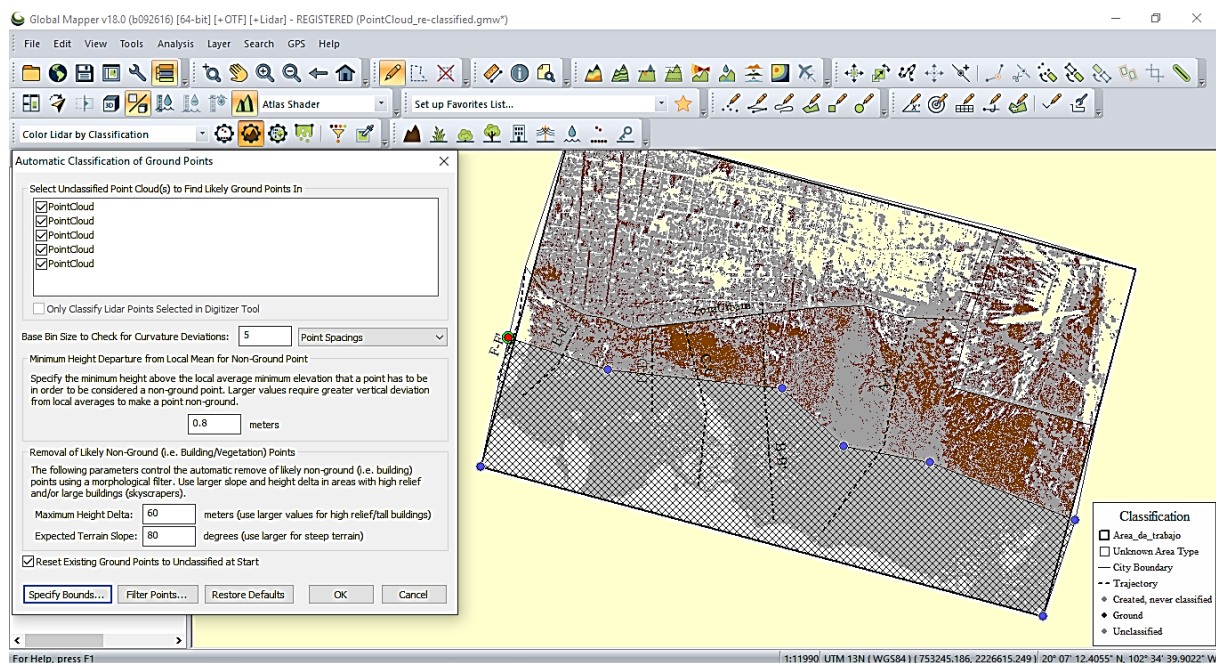 Global Mapper v18.0 (b092616) [64-bit] [+OTF] [+Lidar] - REGISTERED (PointCloud_re-classified.gmw*)
File Edit View Tools Analysis Layer Search GPS Help
Atlas Shader
Set up Favorites List...
Color Lidar by Classification
Automatic Classification of Ground Points
Select Unclassified Point Cloud(s) to Find Likely Ground Points In
PointCloud
PointCloud
PointCloud
PointCloud
PointCloud
Only Classify Lidar Points Selected in Digitizer Tool
Base Bin Size to Check for Curvature Deviations: 5 Point Spacings
Minimum Height Departure from Local Mean for Non-Ground Point
Specify the minimum height above the local average minimum elevation that a point has to be
in order to be considered a non-ground point. Larger values require greater vertical deviation
from local averages to make a point non-ground.
0.8 meters
Removal of Likely Non-Ground (i.e. Building/Vegetation) Points
The following parameters control the automatic remove of likely non-ground (i.e. building)
points using a morphological filter. Use larger slope and height delta in areas with high relief
and/or large buildings (skyscrapers).
Maximum Height Delta: 60 meters (use larger values for high relief/tall buildings)
Expected Terrain Slope: 80 degrees (use larger for steep terrain)
Reset Existing Ground Points to Unclassified at Start
Specify Bounds... Filter Points... Restore Defaults OK Cancel
F-F'
Classification
Area_de_trabajo
Unknown Area Type
City Boundary
Trajectory
Created, never classified
Ground
Unclassified
For Help, press F1
1:11990 UTM 13N ( WGS84 ) ( 753245.186, 2226615.249 ) 20° 07' 12.4055" N, 102° 34' 39.9022" W